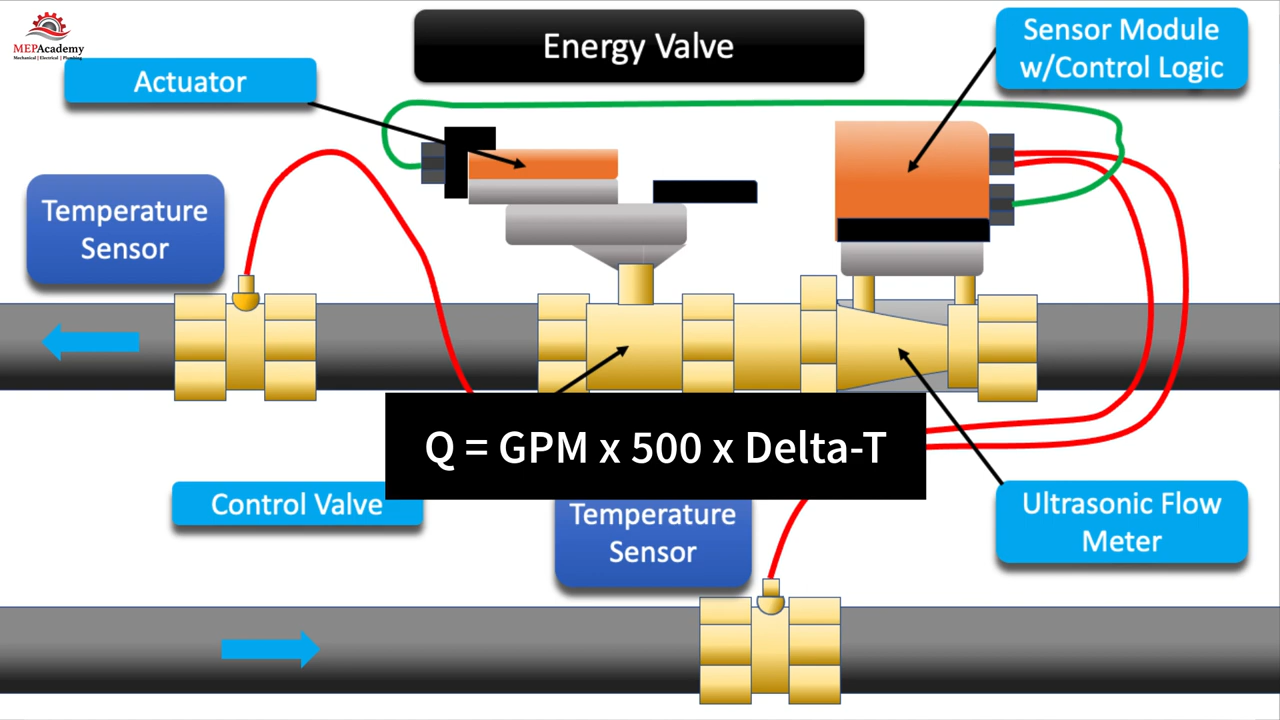 MEPAcademy
Mechanical | Electrical | Plumbing
Energy Valve
Sensor Module
w/Control Logic
Actuator
Temperature
Sensor
Q = GPM x 500 x Delta-T
Control Valve
Temperature
Sensor
Ultrasonic Flow
Meter